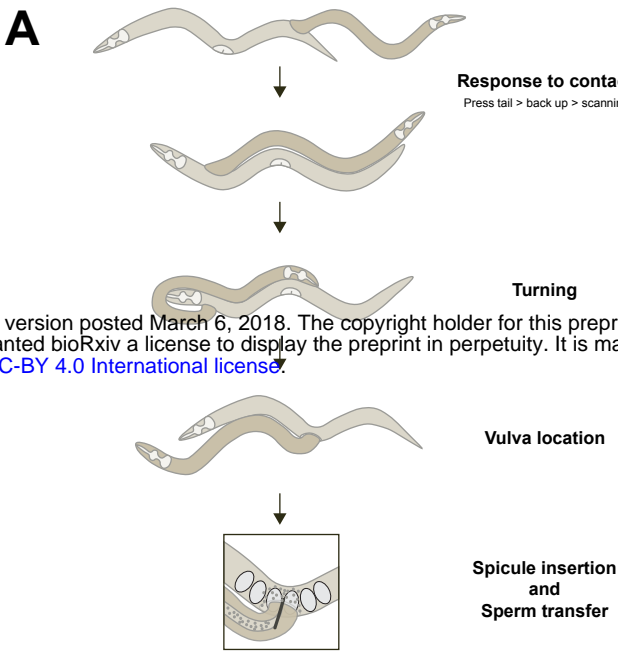 A
Response to conta
Press tail > back up > scannin
Turning
version posted March 6, 2018. The copyright holder for this prepr
anted bioRxiv a license to display the preprint in perpetuity. It is ma
C-BY 4.0 International license.
Vulva location
Spicule insertion
and
Sperm transfer